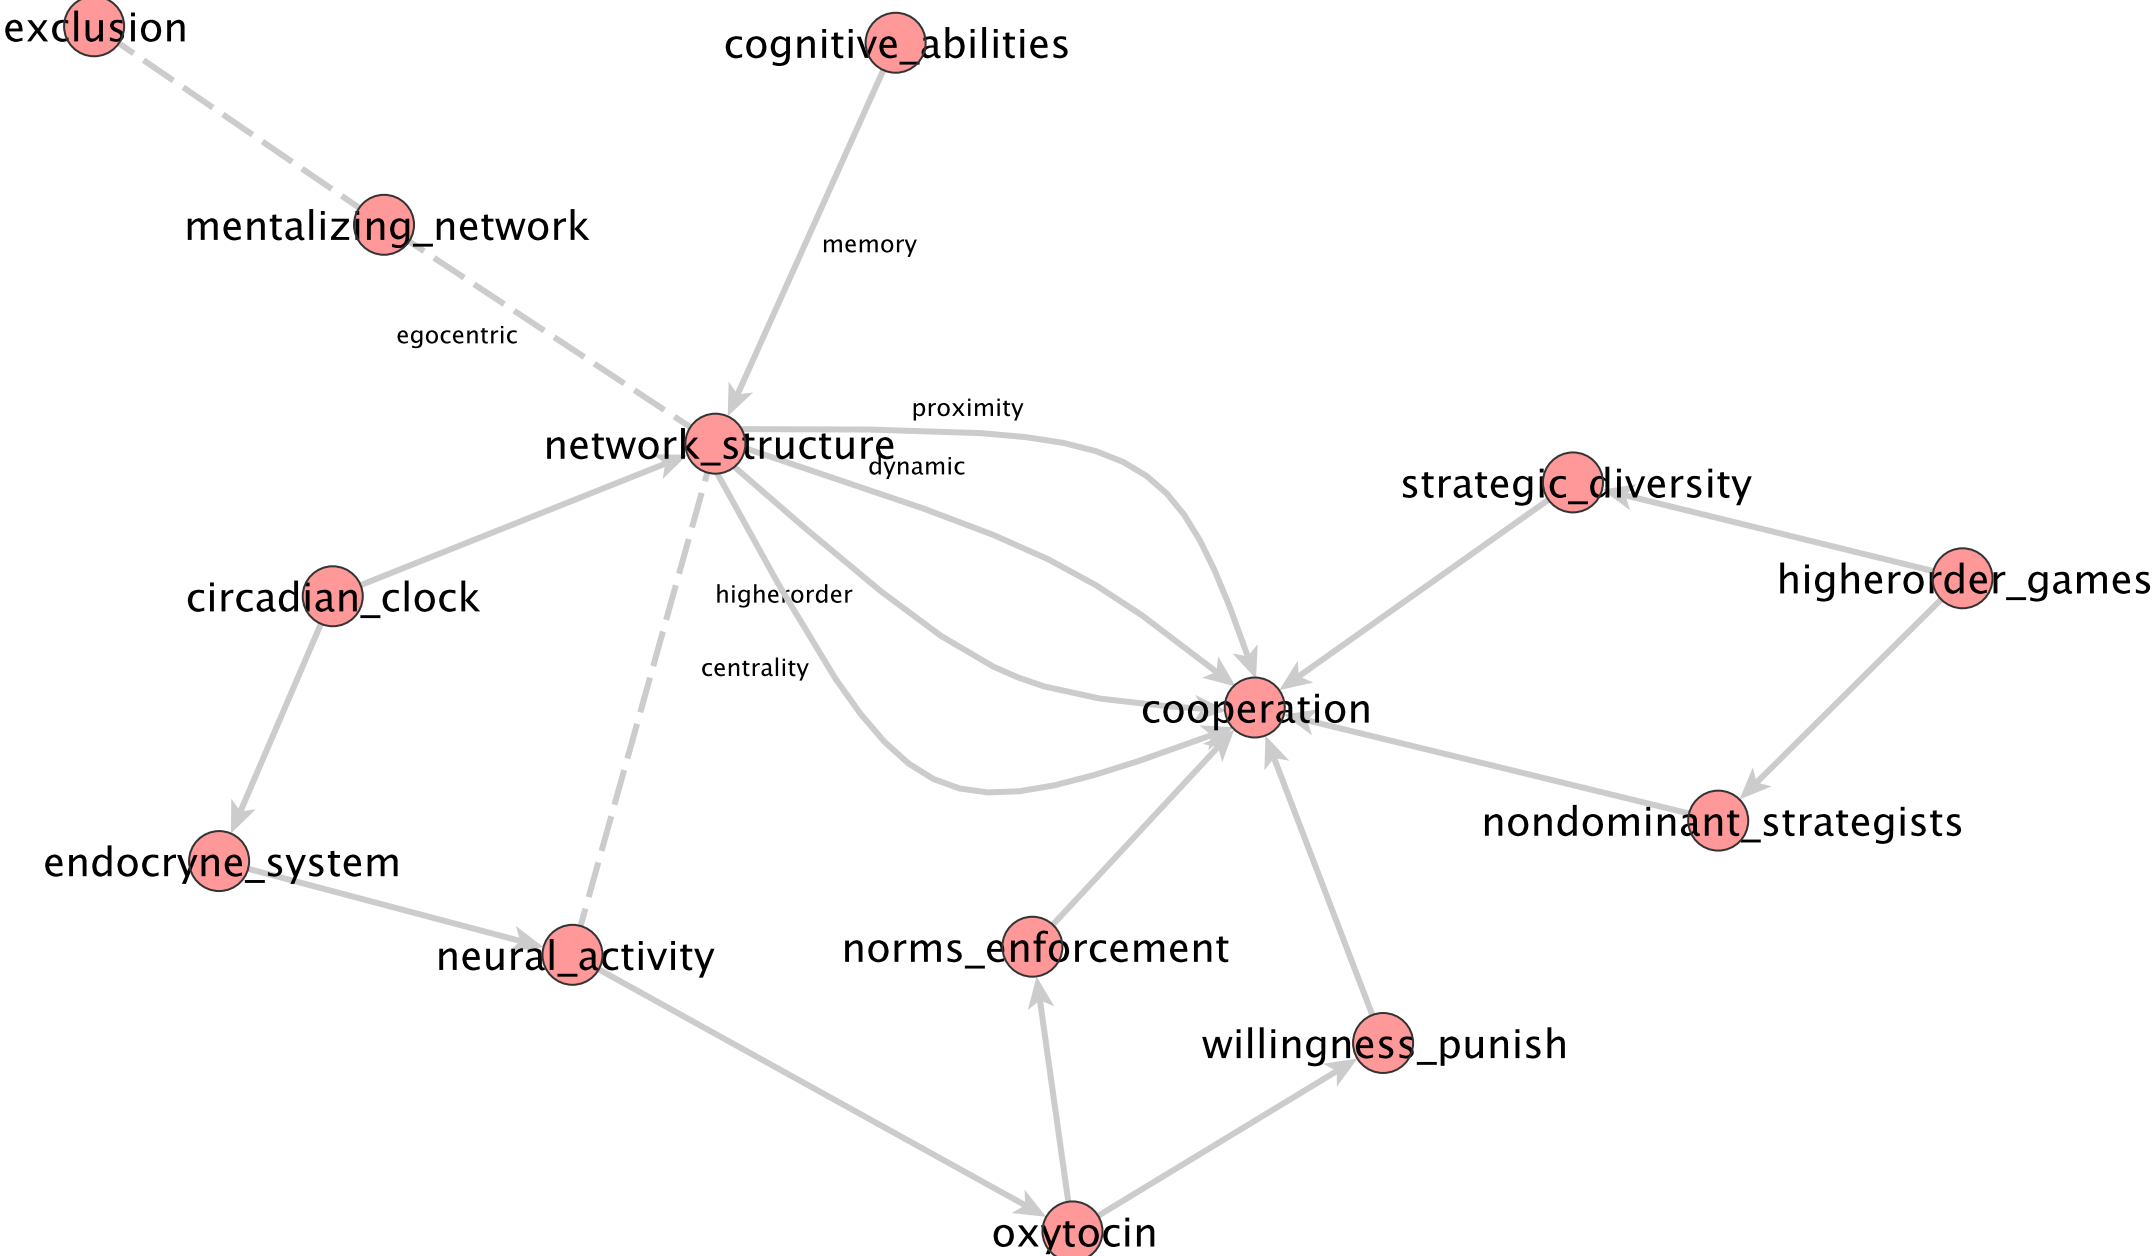 exclusion
cognitive_abilities
mentalizing_network
memory
egocentric
proximity
network_structure
dynamic
strategic_diversity
higherorder_games
circadian_clock
higherorder
centrality
cooperation
nondominant_strategists
endocryne_system
neural_activity
norms_enforcement
willingness_punish
oxytocin